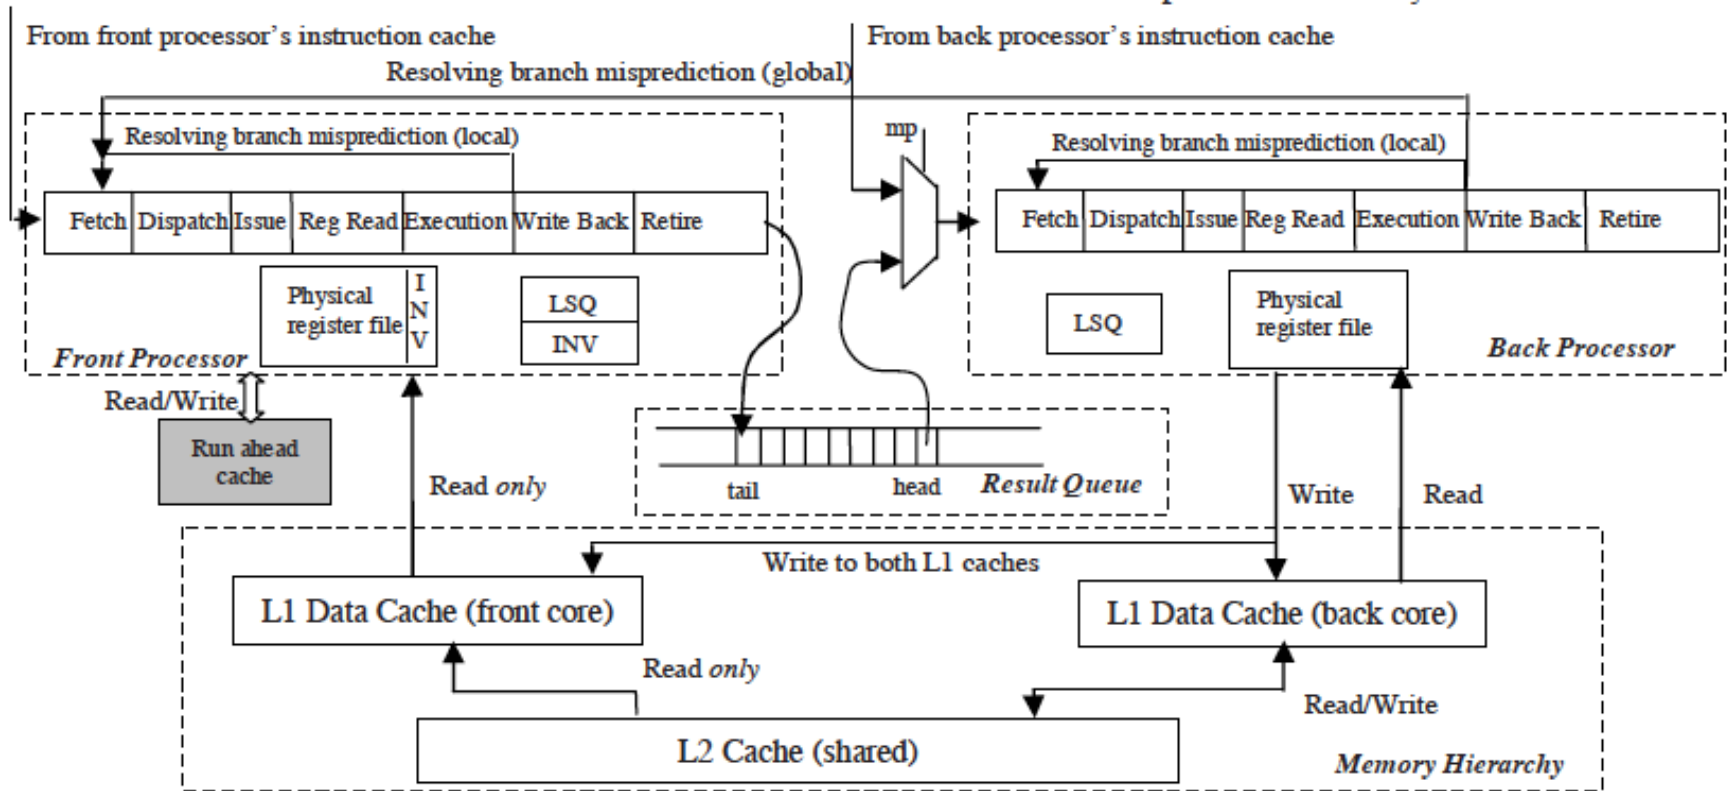 From front processor's instruction cache
From back processor's instruction cache
Resolving branch misprediction (global)
Resolving branch misprediction (local)
mp
Resolving branch misprediction (local)
Fetch Dispatch Issue Reg Read Execution Write Back Retire
Fetch Dispatch Issue Reg Read Execution Write Back Retire
Physical
register file
I
N
V
LSQ
INV
Front Processor
LSQ
Physical
register file
Back Processor
Read/Write
Run ahead
cache
Read only
tail
head
Result Queue
Write
Read
Write to both L1 caches
L1 Data Cache (front core)
L1 Data Cache (back core)
Read only
Read/Write
L2 Cache (shared)
Memory Hierarchy